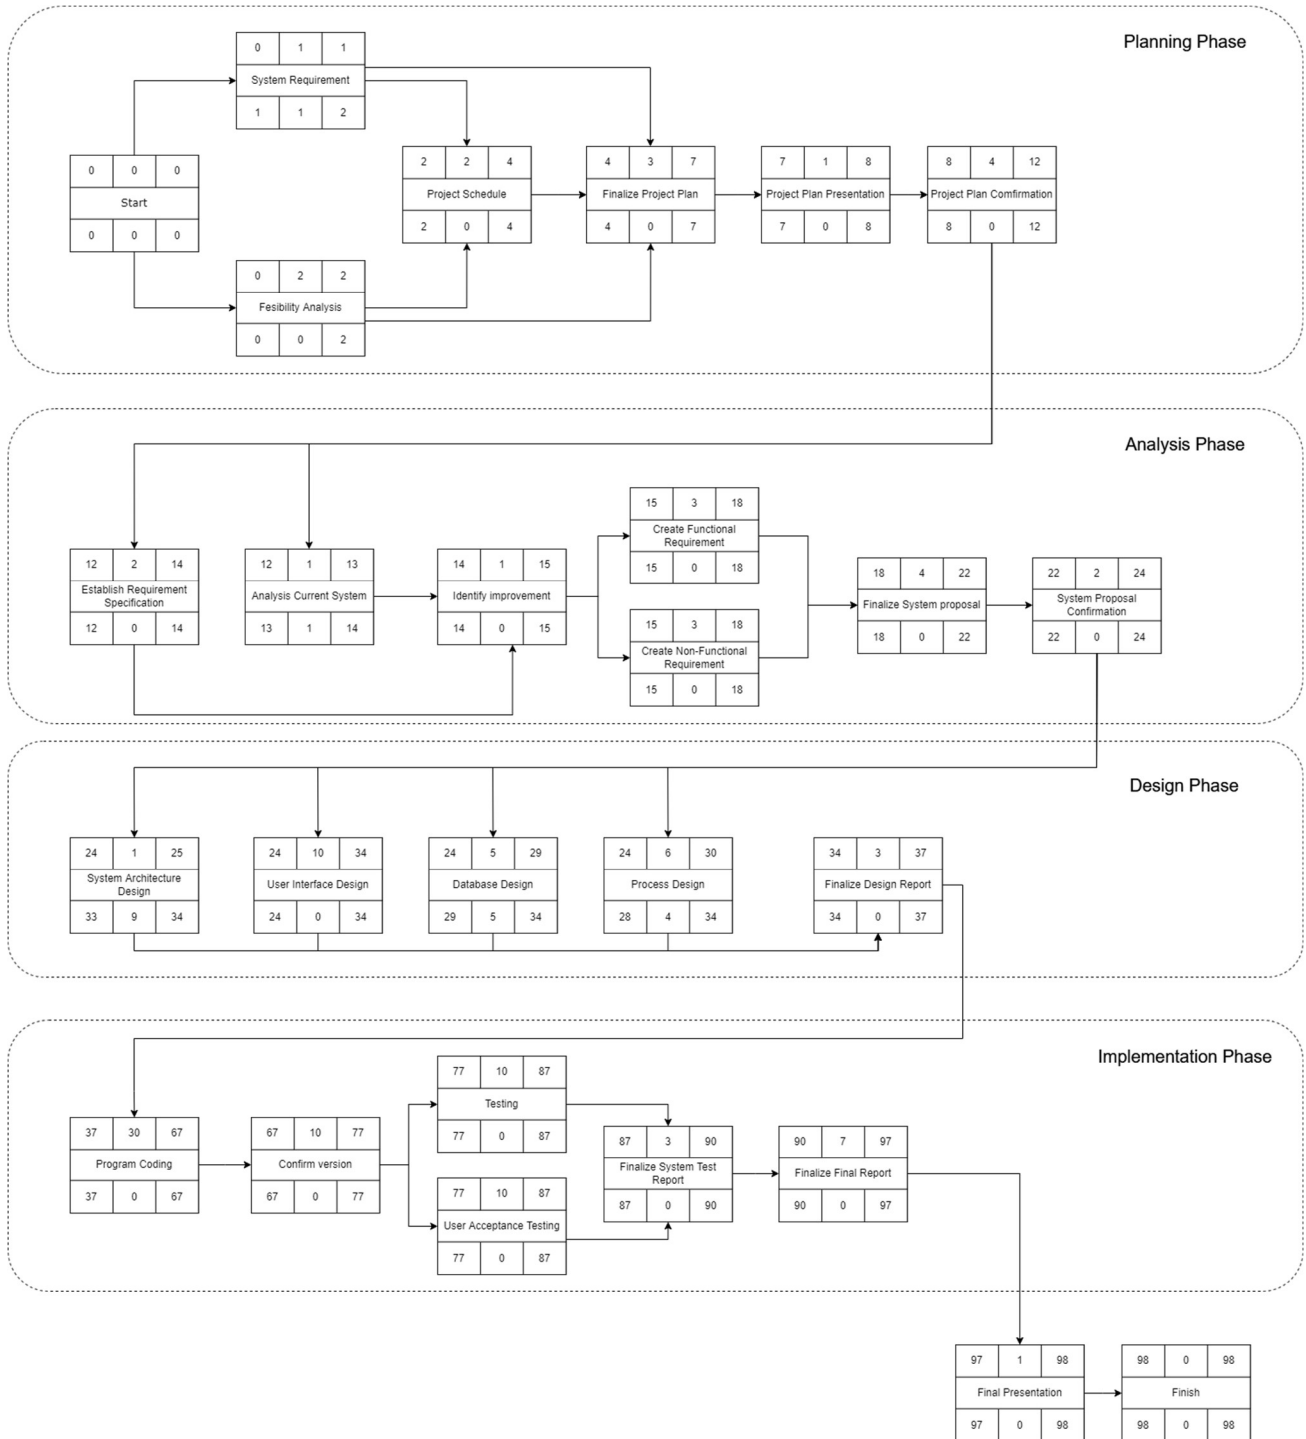 Planning Phase
0 1 1
System Requirement
1 1 2
0 0 0
Start
0 0 0
2 2 4
Project Schedule
2 0 4
4 3 7
Finalize Project Plan
4 0 7
7 1 8
Project Plan Presentation
7 0 8
8 4 12
Project Plan Comfirmation
8 0 12
0 2 2
Fesibility Analysis
0 0 2
Analysis Phase
12 2 14
Establish Requirement
Specification
12 0 14
12 1 13
Analysis Current System
13 1 14
14 1 15
Identify improvement
14 0 15
15 3 18
Create Functional
Requirement
15 0 18
15 3 18
Create Non-Functional
Requirement
15 0 18
18 4 22
Finalize System proposal
18 0 22
22 2 24
System Proposal
Confirmation
22 0 24
Design Phase
24 1 25
System Architecture
Design
33 9 34
24 10 34
User Interface Design
24 0 34
24 5 29
Database Design
29 5 34
24 6 30
Process Design
28 4 34
34 3 37
Finalize Design Report
34 0 37
Implementation Phase
37 30 67
Program Coding
37 0 67
67 10 77
Confirm version
67 0 77
77 10 87
Testing
77 0 87
77 10 87
User Acceptance Testing
77 0 87
87 3 90
Finalize System Test
Report
87 0 90
90 7 97
Finalize Final Report
90 0 97
97 1 98
Final Presentation
97 0 98
98 0 98
Finish
98 0 98